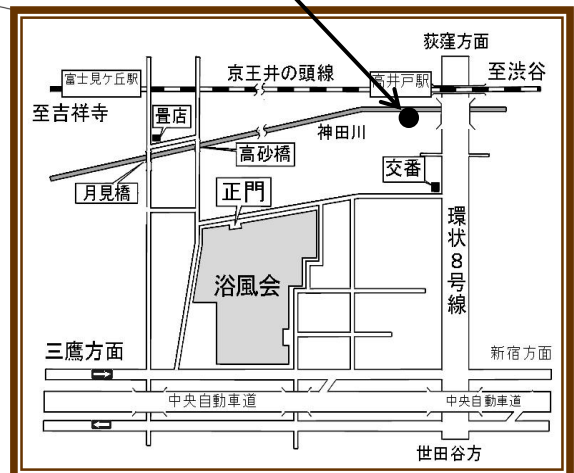 荻窪方面
富士見ケ丘駅
京王井の頭線
高井戸駅
至渋谷
至吉祥寺
畳店
神田川
高砂橋
交番
月見橋
正門
環状8号線
浴風会
三鷹方面
新宿方面
中央自動車道
中央自動車道
世田谷方